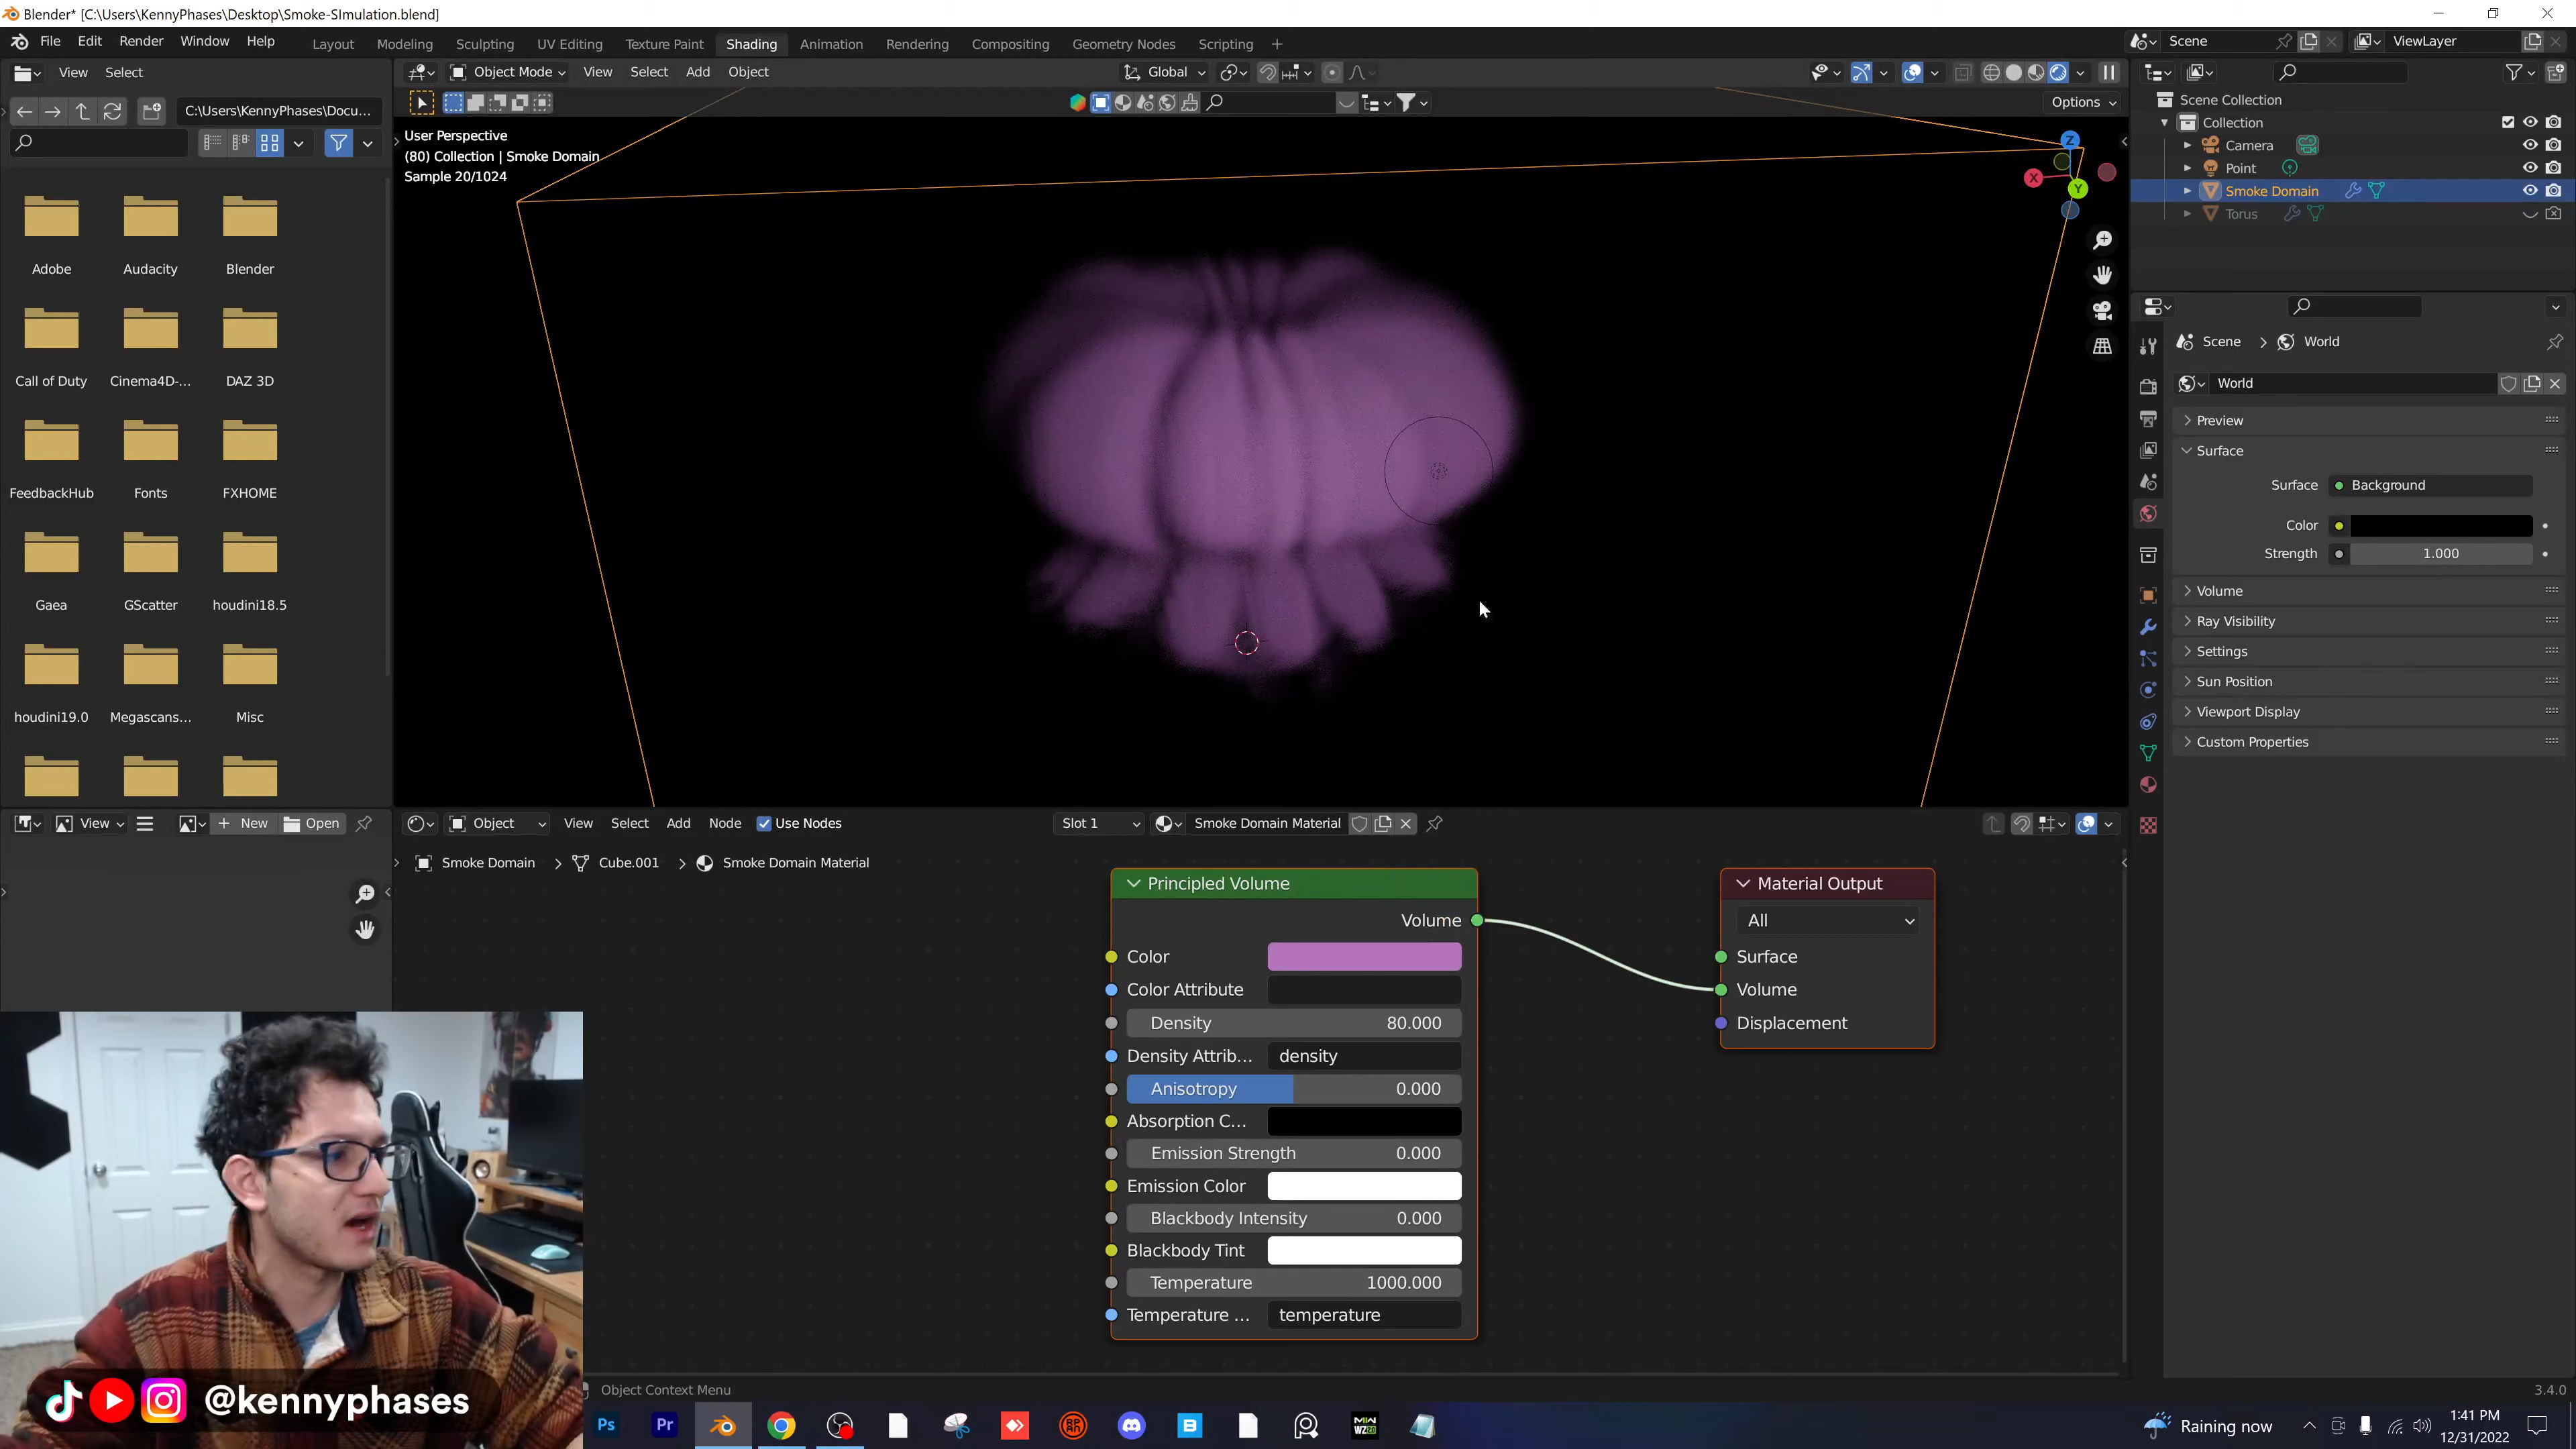 Blender* [C:\Users\KennyPhases\Desktop\Smoke-SImulation.blend]
File Edit Render Window Help
Layout Modeling Sculpting UV Editing Texture Paint Shading Animation Rendering Compositing Geometry Nodes Scripting +
Scene
ViewLayer
View Select
C:\Users\KennyPhases\Docu...
Adobe Audacity Blender
Call of Duty Cinema4D-... DAZ 3D
FeedbackHub Fonts FXHOME
Gaea GScatter houdini18.5
houdini19.0 Megascans... Misc
Object Mode View Select Add Object
Global
Options
User Perspective
(80) Collection | Smoke Domain
Sample 20/1024
Z
X
Y
Scene Collection
Collection
Camera
Point
Smoke Domain
Torus
Scene > World
World
Preview
Surface
Surface Background
Color
Strength 1.000
Volume
Ray Visibility
Settings
Sun Position
Viewport Display
Custom Properties
View
New Open
Object View Select Add Node Use Nodes
Slot 1 Smoke Domain Material
Smoke Domain > Cube.001 > Smoke Domain Material
Principled Volume
Volume
Color
Color Attribute
Density 80.000
Density Attrib... density
Anisotropy 0.000
Absorption C...
Emission Strength 0.000
Emission Color
Blackbody Intensity 0.000
Blackbody Tint
Temperature 1000.000
Temperature ... temperature
Material Output
All
Surface
Volume
Displacement
@kennyphases
Object Context Menu
3.4.0
Ps Pr
Raining now
1:41 PM
12/31/2022